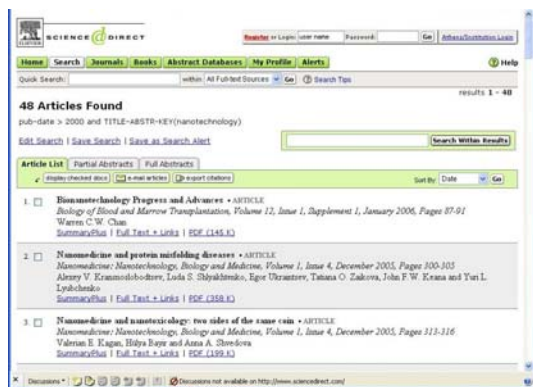 ELSEVIER
SCIENCE DIRECT
Register or Login: user name Password: Go Athens/Institution Login
Home Search Journals Books Abstract Databases My Profile Alerts ? Help
Quick Search: within All Full-text Sources Go ? Search Tips
results 1 - 48
48 Articles Found
pub-date > 2000 and TITLE-ABSTR-KEY(nanotechnology)
Edit Search | Save Search | Save as Search Alert
Search Within Results
Article List Partial Abstracts Full Abstracts
display checked docs e-mail articles export citations Sort By: Date Go
1. Bionanotechnology Progress and Advances • ARTICLE
Biology of Blood and Marrow Transplantation, Volume 12, Issue 1, Supplement 1, January 2006, Pages 87-91
Warren C.W. Chan
SummaryPlus | Full Text + Links | PDF (145 K)
2. Nanomedicine and protein misfolding diseases • ARTICLE
Nanomedicine: Nanotechnology, Biology and Medicine, Volume 1, Issue 4, December 2005, Pages 300-305
Alexey V. Kransnoslobodtsev, Luda S. Shlyakhtenko, Egor Ukraintsev, Tatiana O. Zaikova, John F.W. Keana and Yuri L.
Lyubchenko
SummaryPlus | Full Text + Links | PDF (358 K)
3. Nanomedicine and nanotoxicology: two sides of the same coin • ARTICLE
Nanomedicine: Nanotechnology, Biology and Medicine, Volume 1, Issue 4, December 2005, Pages 313-316
Valerian E. Kagan, Hülya Bayir and Anna A. Shvedova
SummaryPlus | Full Text + Links | PDF (199 K)
Discussions Discussions not available on http://www.sciencedirect.com/